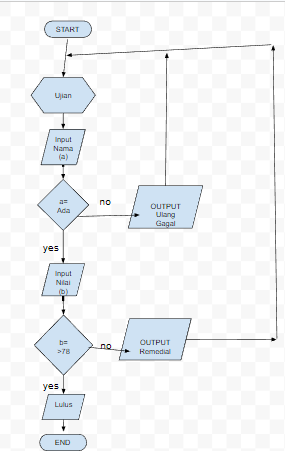 START
Ujian
Input
Nama
(a)
a=
Ada
no
OUTPUT
Ulang
Gagal
yes
Input
Nilai
(b)
b=
>78
no
OUTPUT
Remedial
yes
Lulus
END